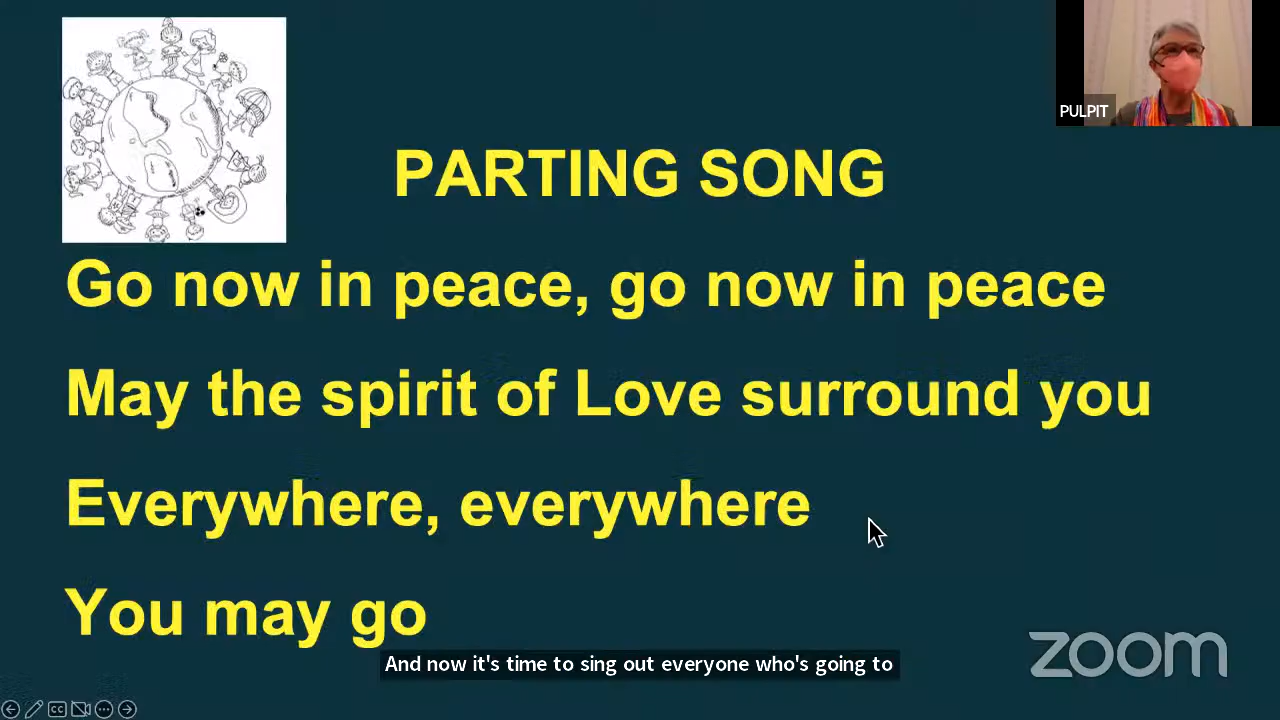 PULPIT
PARTING SONG
Go now in peace, go now in peace
May the spirit of Love surround you
Everywhere, everywhere
You may go
And now it's time to sing out everyone who's going to
zoom
CC